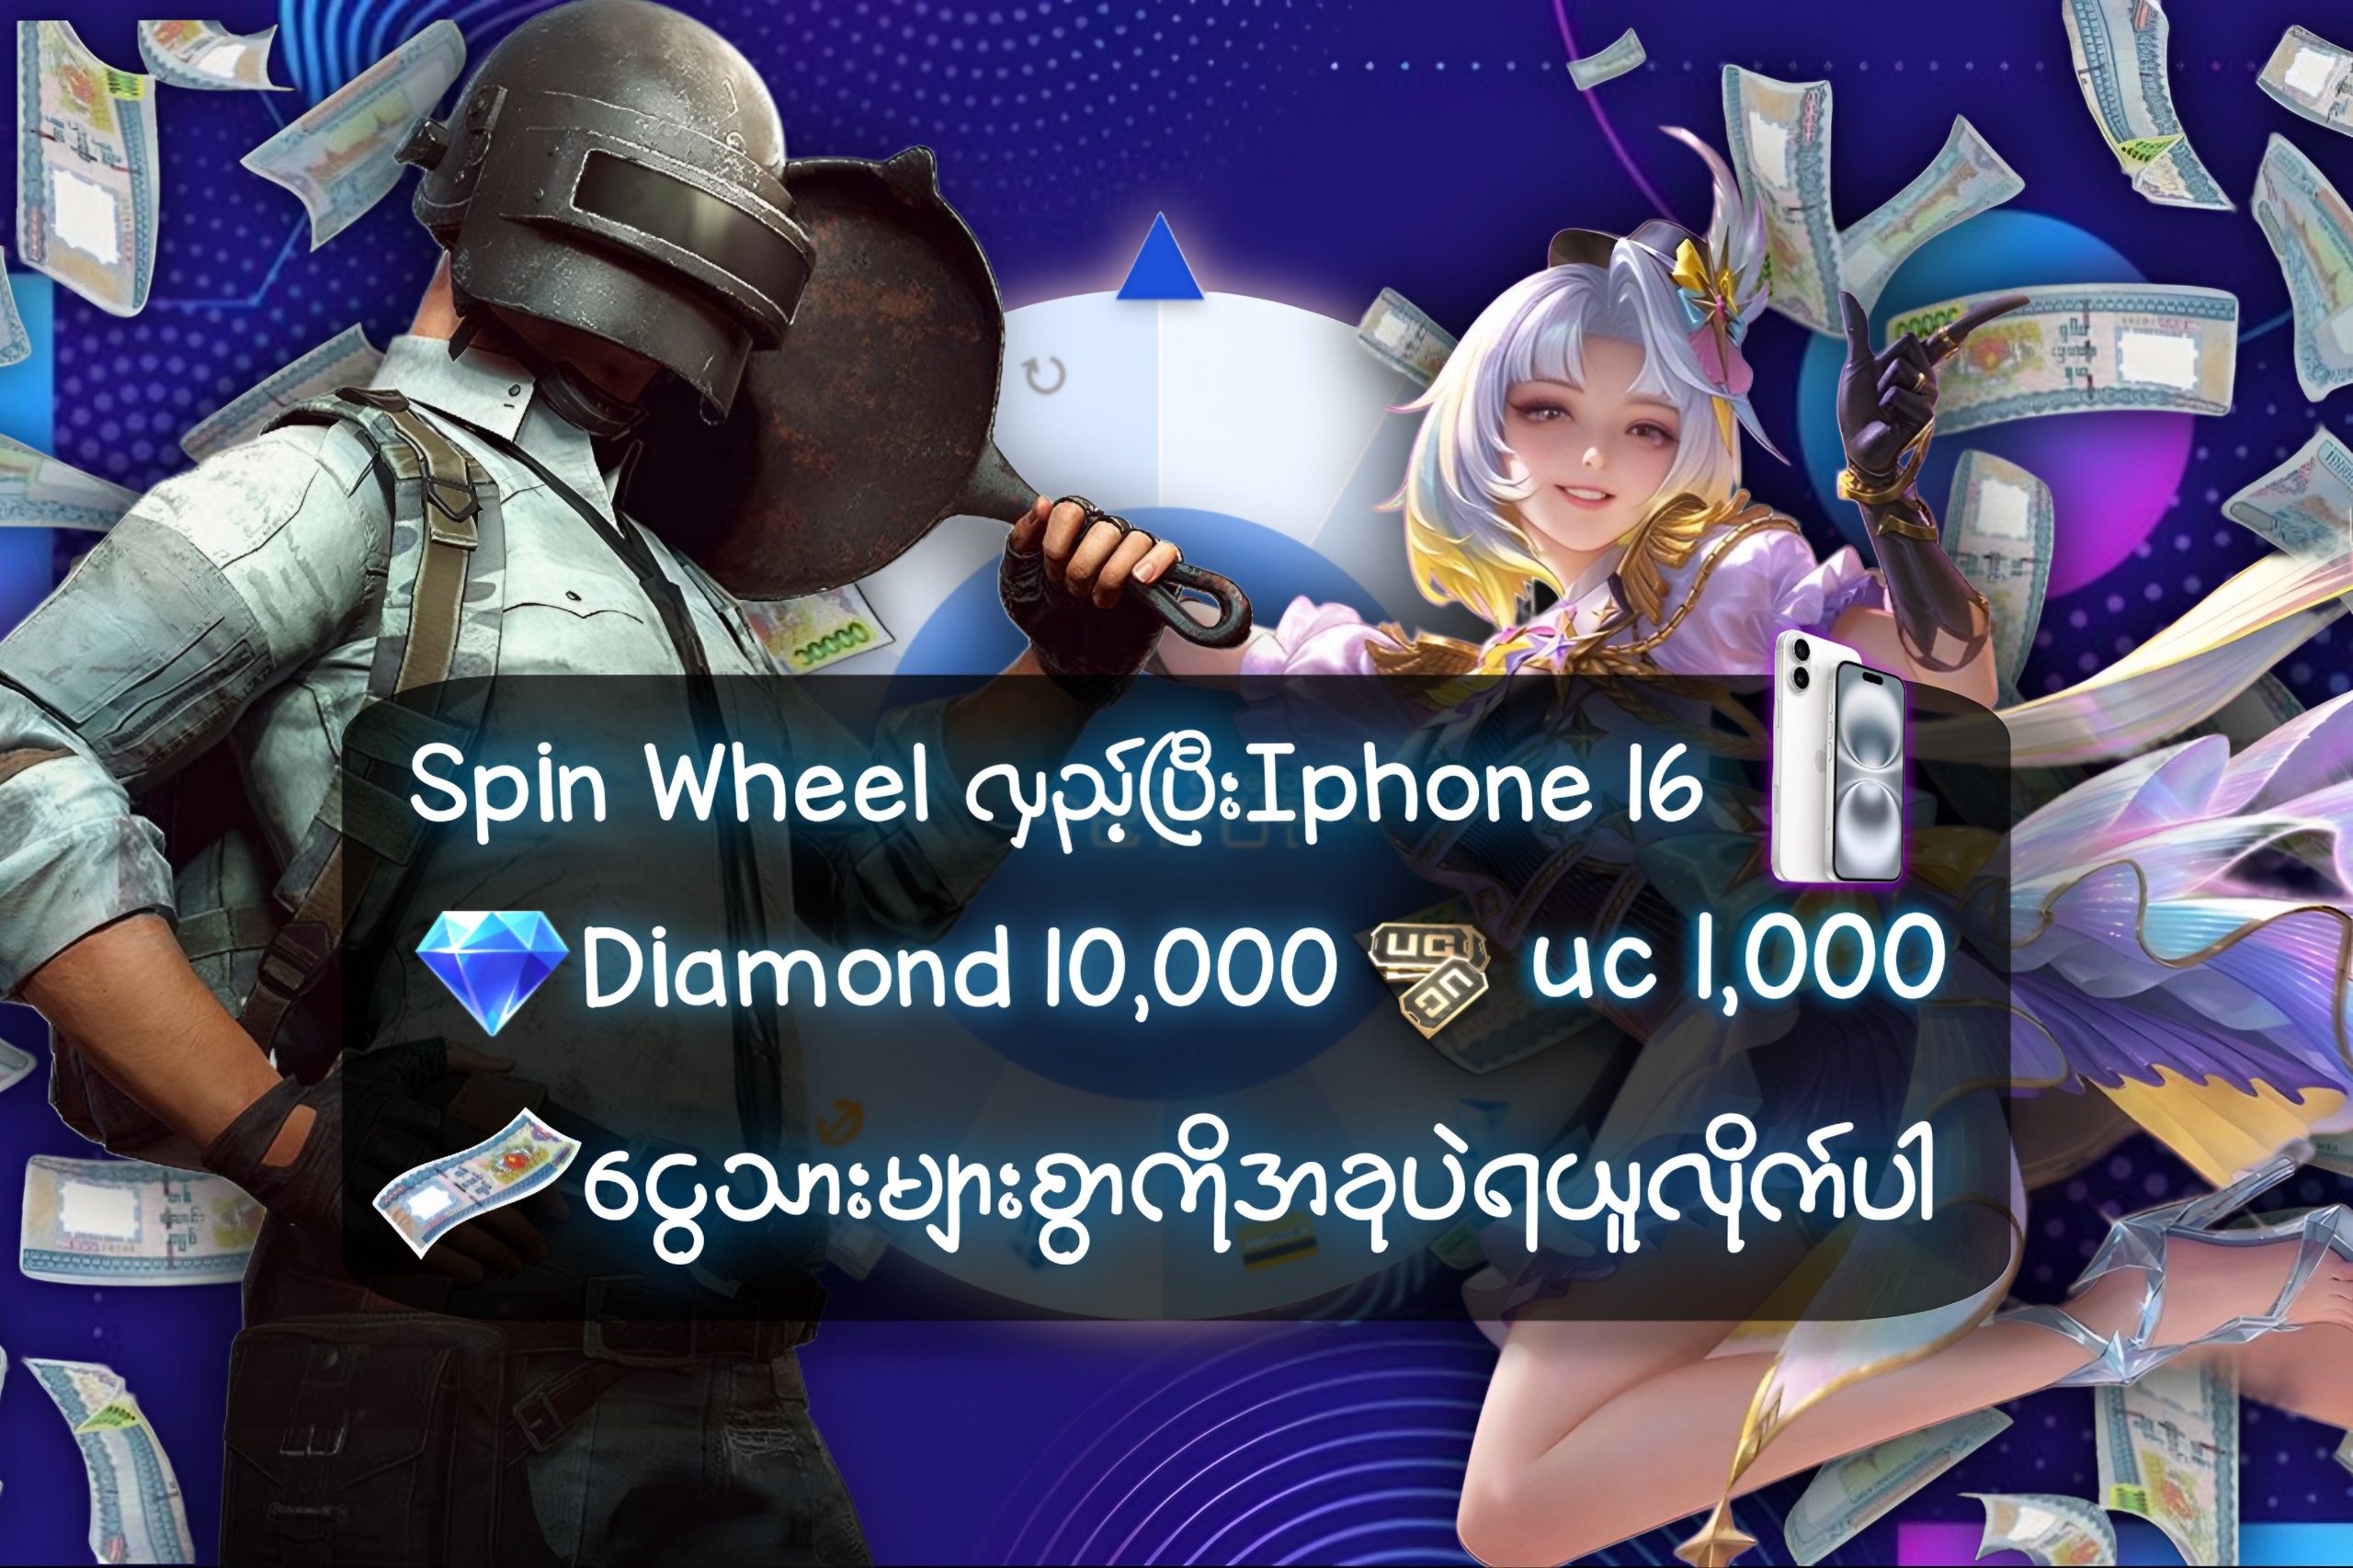 Spin Wheel လှည့်ပြီးIphone 16
Diamond 10,000 UC uc 1,000
ငွေသားများစွာကိုအခုပဲရယူလိုက်ပါ